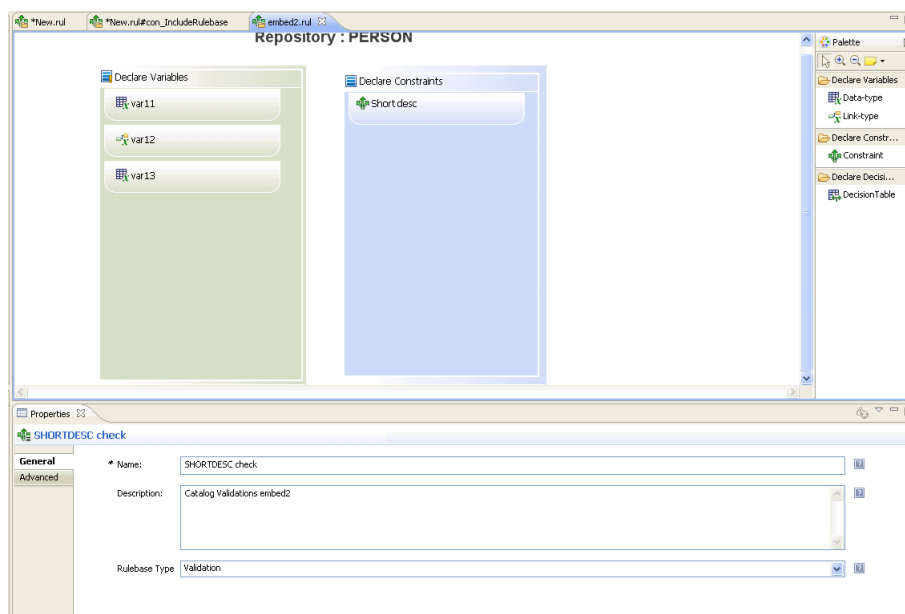 *New.rul
*New.rul#con_IncludeRulebase
embed2.rul
Repository : PERSON
Declare Variables
var11
var12
var13
Declare Constraints
Short desc
Palette
Declare Variables
Data-type
Link-type
Declare Constr...
Constraint
Declare Decisi...
DecisionTable
Properties
SHORTDESC check
General
Advanced
* Name:
SHORTDESC check
Description:
Catalog Validations embed2
Rulebase Type
Validation